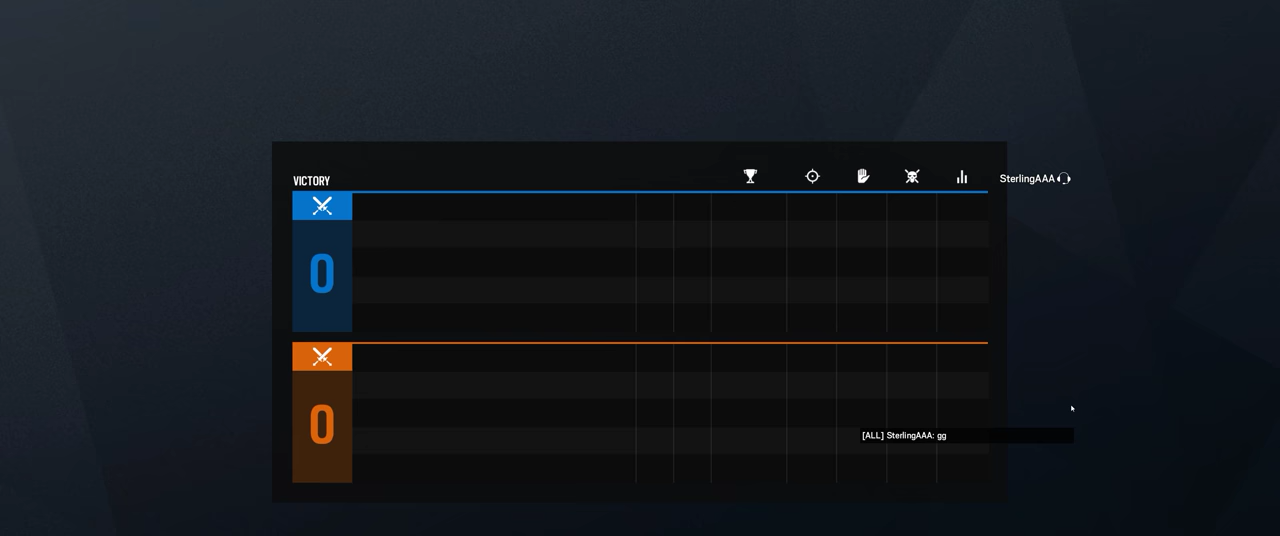 VICTORY
SterlingAAA
0
0
[ALL] SterlingAAA: gg